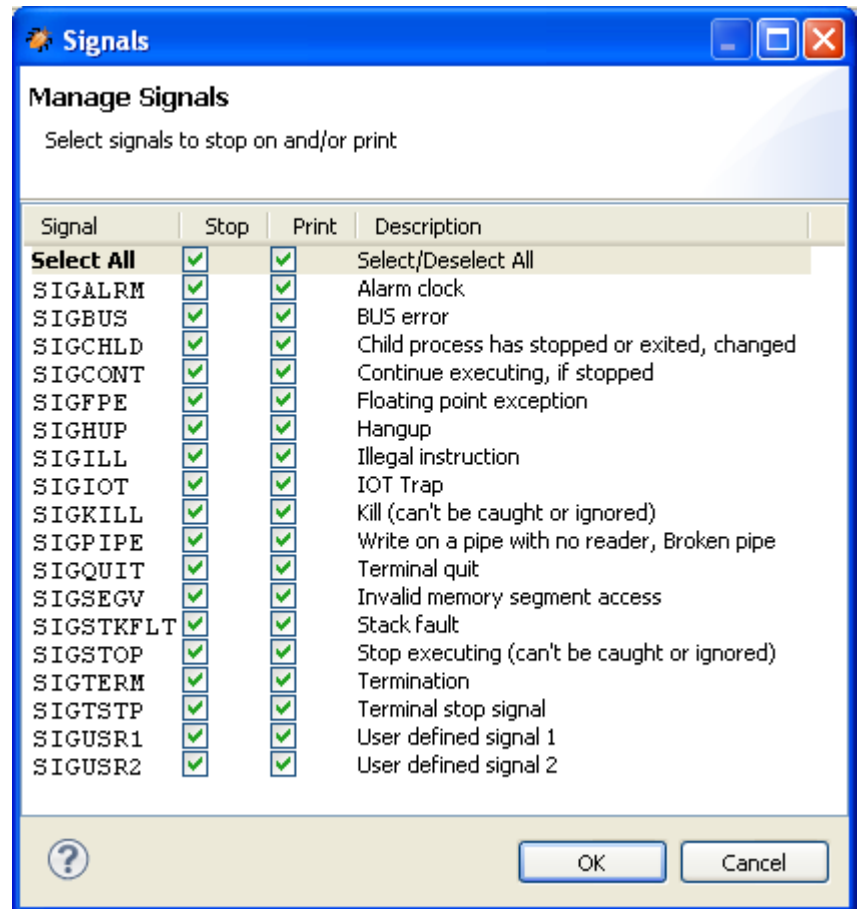 Signals
Manage Signals
Select signals to stop on and/or print
Signal Stop Print Description
Select All Select/Deselect All
SIGALRM Alarm clock
SIGBUS BUS error
SIGCHLD Child process has stopped or exited, changed
SIGCONT Continue executing, if stopped
SIGFPE Floating point exception
SIGHUP Hangup
SIGILL Illegal instruction
SIGIOT IOT Trap
SIGKILL Kill (can't be caught or ignored)
SIGPIPE Write on a pipe with no reader, Broken pipe
SIGQUIT Terminal quit
SIGSEGV Invalid memory segment access
SIGSTKFLT Stack fault
SIGSTOP Stop executing (can't be caught or ignored)
SIGTERM Termination
SIGTSTP Terminal stop signal
SIGUSR1 User defined signal 1
SIGUSR2 User defined signal 2
? OK Cancel